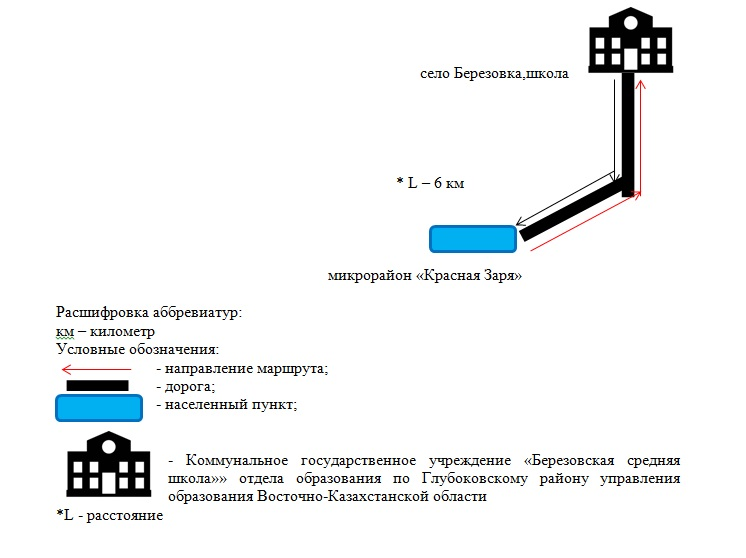 село Березовка,школа
* L – 6 км
микрорайон «Красная Заря»
Расшифровка аббревиатур:
км – километр
Условные обозначения:
- направление маршрута;
- дорога;
- населенный пункт;
- Коммунальное государственное учреждение «Березовская средняя
школа»» отдела образования по Глубоковскому району управления
образования Восточно-Казахстанской области
*L - расстояние